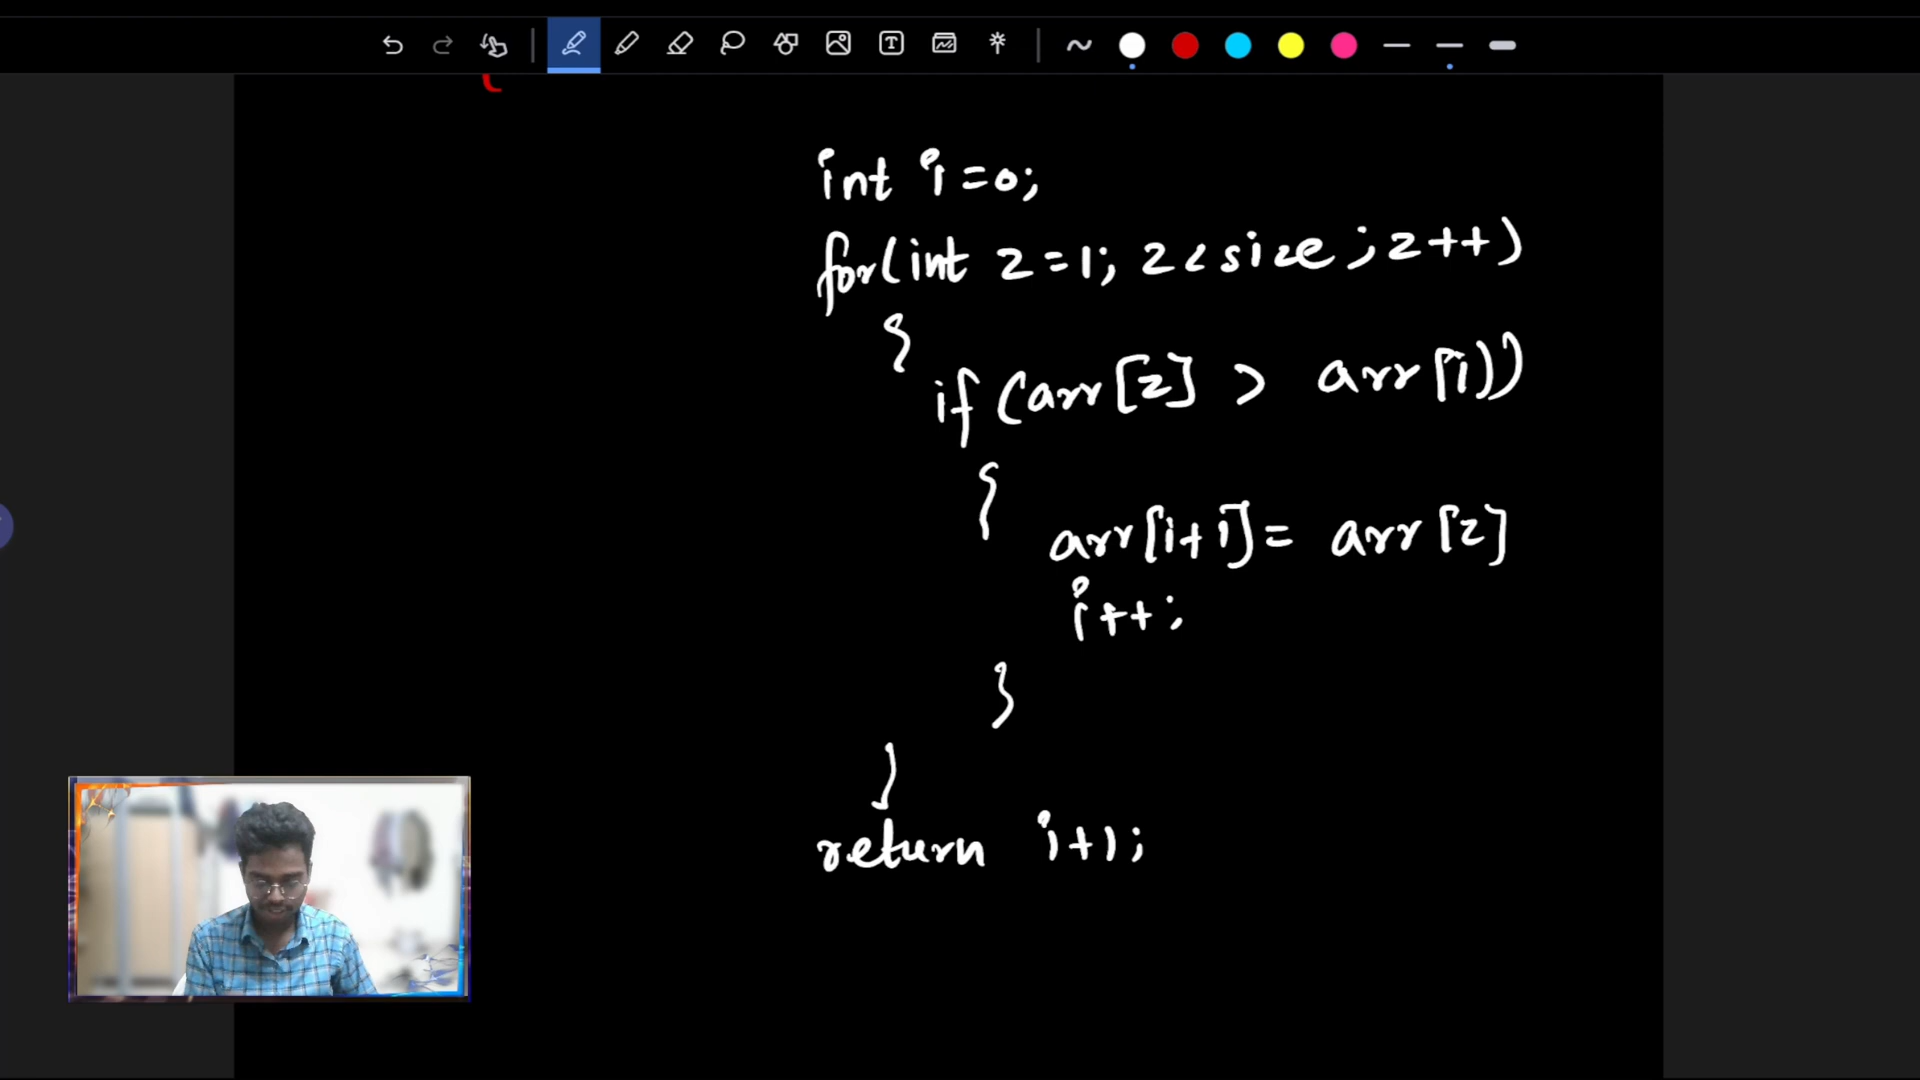 int i=0;
for(int z=1; z<size; z++)
{
if (arr[z] > arr[i])
{
arr[i+1]= arr[z]
i++;
}
}
return i+1;